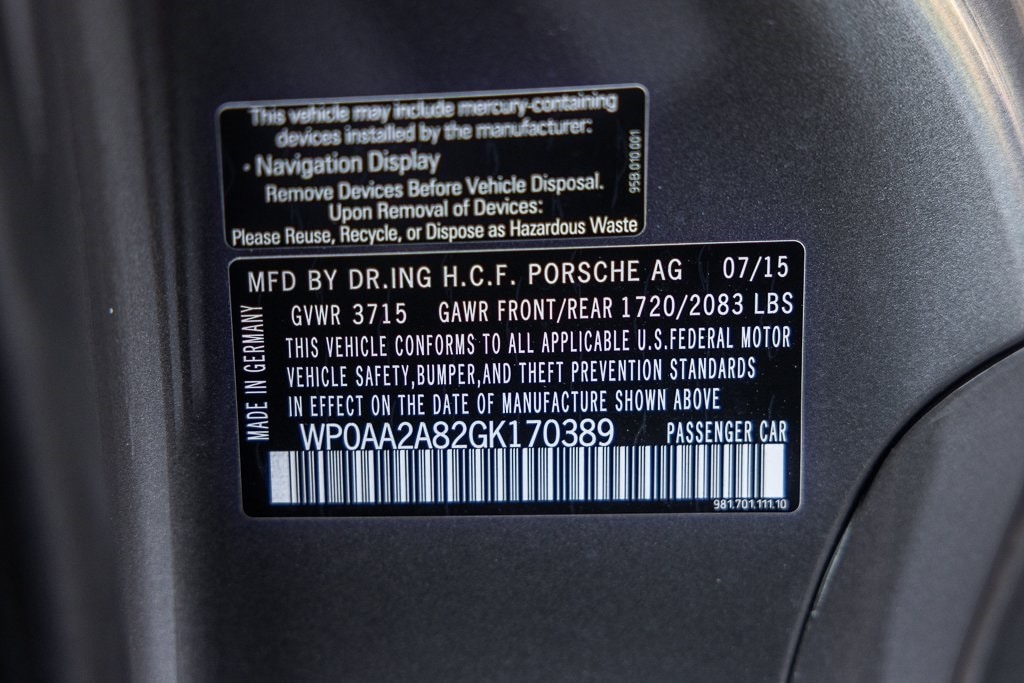 This vehicle may include mercury-containing
devices installed by the manufacturer:
· Navigation Display
Remove Devices Before Vehicle Disposal.
Upon Removal of Devices:
Please Reuse, Recycle, or Dispose as Hazardous Waste
95B.010.001
MFD BY DR.ING H.C.F. PORSCHE AG 07/15
GVWR 3715 GAWR FRONT/REAR 1720/2083 LBS
MADE IN GERMANY
THIS VEHICLE CONFORMS TO ALL APPLICABLE U.S.FEDERAL MOTOR
VEHICLE SAFETY,BUMPER,AND THEFT PREVENTION STANDARDS
IN EFFECT ON THE DATE OF MANUFACTURE SHOWN ABOVE
WP0AA2A82GK170389 PASSENGER CAR
981.701.111.10